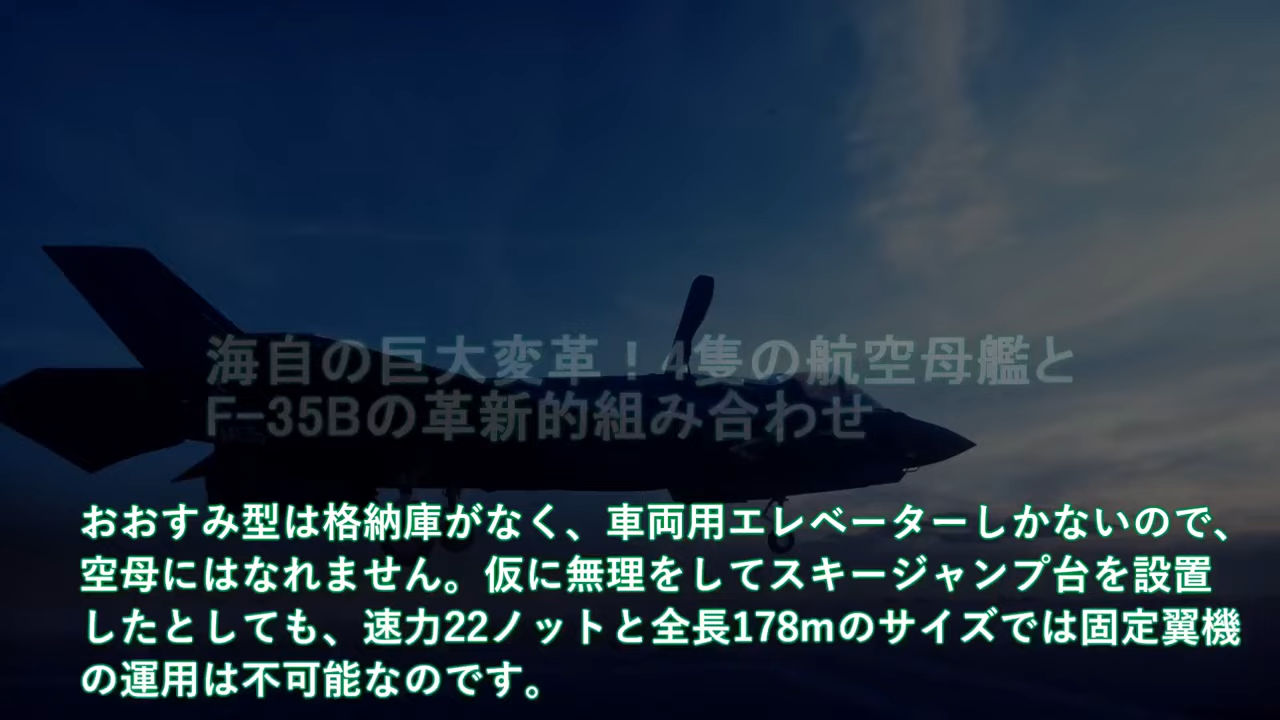 海自の巨大変革！4隻の航空母艦と
F-35Bの革新的組み合わせ
おおすみ型は格納庫がなく、車両用エレベーターしかないので、
空母にはなれません。仮に無理をしてスキージャンプ台を設置
したとしても、速力22ノットと全長178mのサイズでは固定翼機
の運用は不可能なのです。